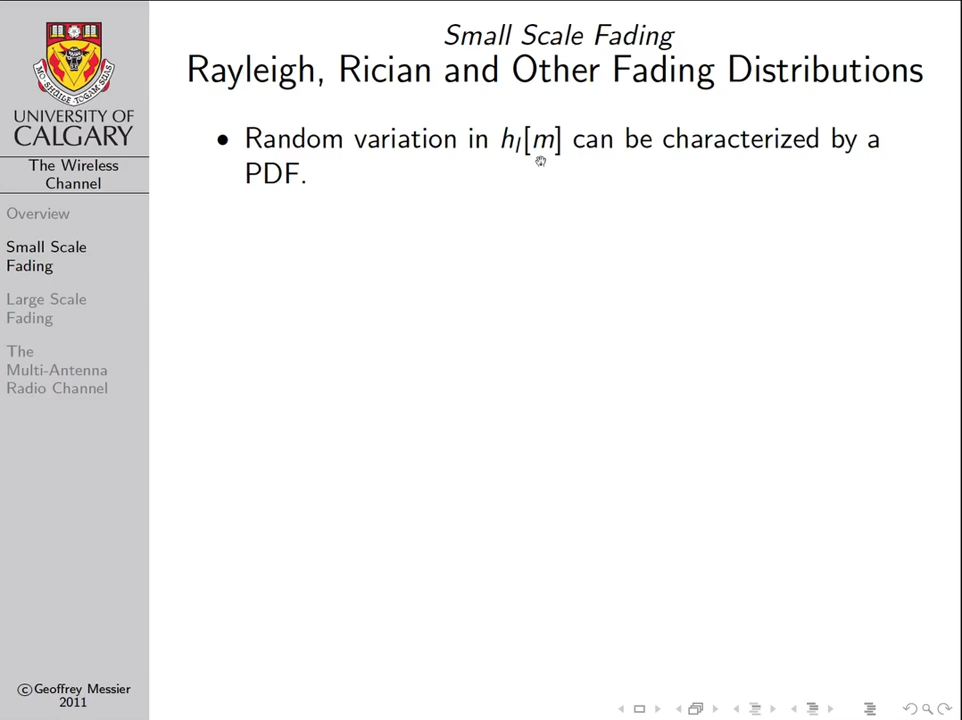 Small Scale Fading
Rayleigh, Rician and Other Fading Distributions
UNIVERSITY OF
CALGARY
The Wireless
Channel
Overview
Small Scale
Fading
Large Scale
Fading
The
Multi-Antenna
Radio Channel
• Random variation in h_l[m] can be characterized by a
PDF.
©Geoffrey Messier
2011